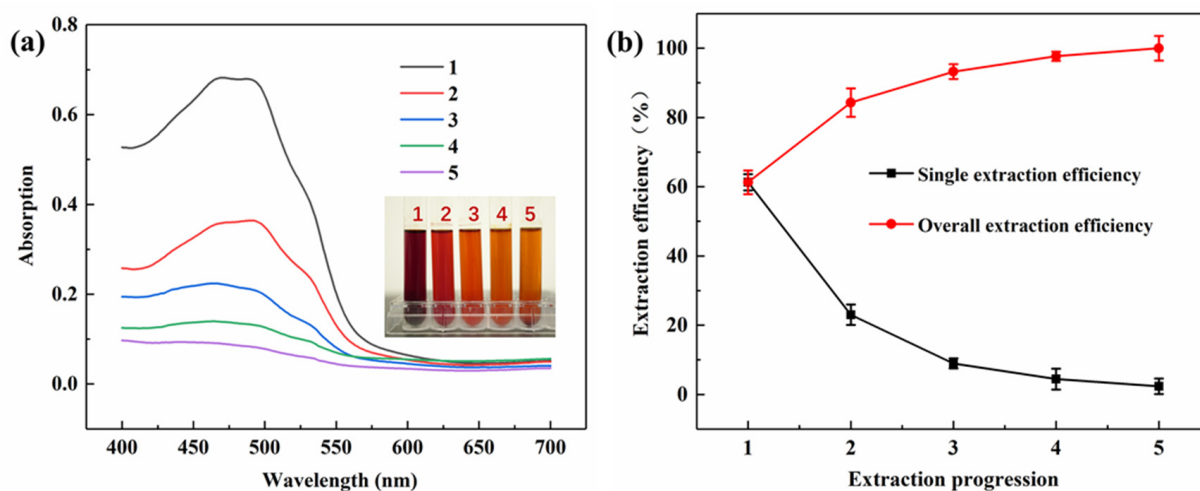 (a)
0.8
0.6
0.4
0.2
0.0
Absorption
400 450 500 550 600 650 700
Wavelength (nm)
1
2
3
4
5
1 2 3 4 5
(b)
100
80
60
40
20
0
Extraction efficiency（%）
1 2 3 4 5
Extraction progression
Single extraction efficiency
Overall extraction efficiency